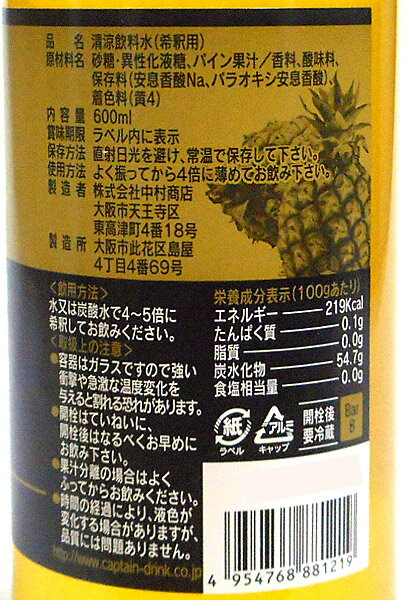 品名 清涼飲料水(希釈用)
原材料名 砂糖・異性化液糖、パイン果汁／香料、酸味料、
保存料(安息香酸Na、パラオキシ安息香酸)、
着色料(黄4)
内容量 600ml
賞味期限 ラベル内に表示
保存方法 直射日光を避け、常温で保存して下さい。
使用方法 よく振ってから4倍に薄めてお飲み下さい。
製造者 株式会社中村商店
大阪市天王寺区
東高津町4番18号
製造所 大阪市此花区島屋
4丁目4番69号
<飲用方法>
水又は炭酸水で4〜5倍に
希釈してお飲みください。
<取扱上の注意>
●容器はガラスですので強い
衝撃や急激な温度変化を
与えると割れる恐れがあります。
●開栓はていねいに、
開栓後はなるべくお早めに
お飲み下さい。
●果汁分離の場合はよく
ふってからお飲みください。
●時間の経過により、液色が
変化する場合がありますが、
品質には問題ありません。
http://www.captain-drink.co.jp
栄養成分表示(100gあたり)
エネルギー 219Kcal
たんぱく質 0.1g
脂質 0.0g
炭水化物 54.7g
食塩相当量 0.0g
紙
ラベル
アルミ
キャップ
開栓後
要冷蔵
Bar
8
4 954768 881219